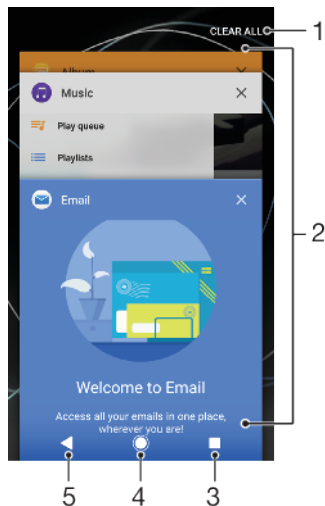 CLEAR ALL
1
Album
Music
Play queue
Playlists
2
Email
Welcome to Email
Access all your emails in one place,
wherever you are!
5
4
3